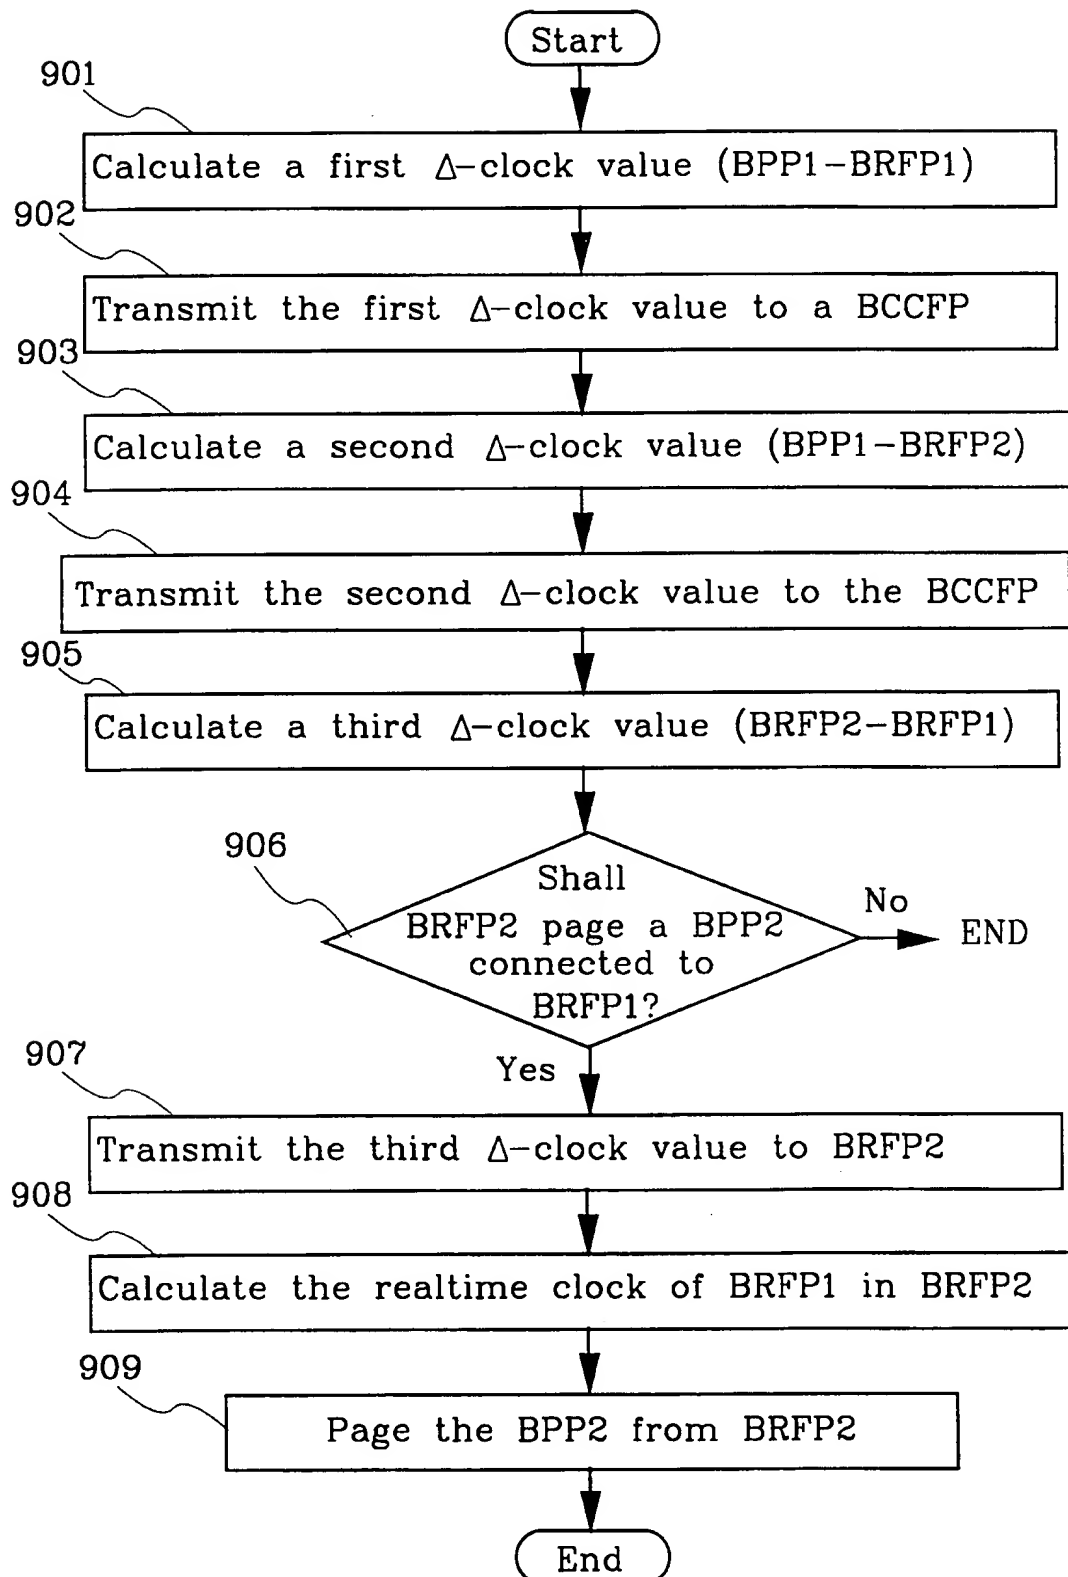 Start
901
Calculate a first Δ-clock value (BPP1-BRFP1)
902
Transmit the first Δ-clock value to a BCCFP
903
Calculate a second Δ-clock value (BPP1-BRFP2)
904
Transmit the second Δ-clock value to the BCCFP
905
Calculate a third Δ-clock value (BRFP2-BRFP1)
906
Shall
BRFP2 page a BPP2
connected to
BRFP1?
No
END
Yes
907
Transmit the third Δ-clock value to BRFP2
908
Calculate the realtime clock of BRFP1 in BRFP2
909
Page the BPP2 from BRFP2
End